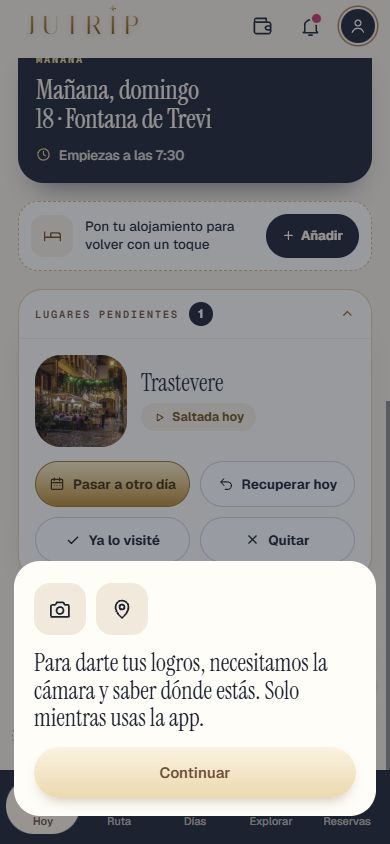 JUTRIP
MAÑANA
Mañana, domingo
18 · Fontana de Trevi
Empiezas a las 7:30
Pon tu alojamiento para
volver con un toque
+ Añadir
LUGARES PENDIENTES 1
Trastevere
Saltada hoy
Pasar a otro día
Recuperar hoy
Ya lo visité
Quitar
Para darte tus logros, necesitamos la
cámara y saber dónde estás. Solo
mientras usas la app.
Continuar
Hoy Ruta Días Explorar Reservas